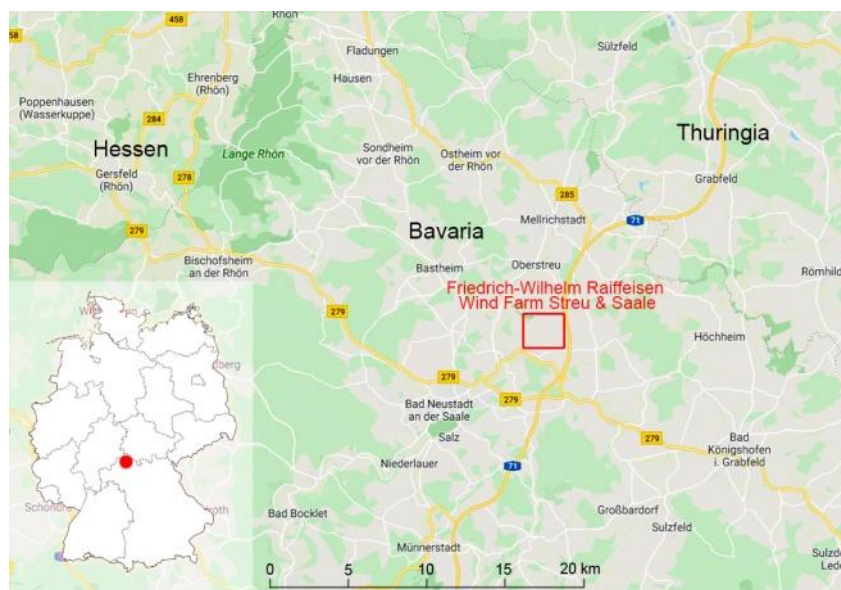 458
458
Rhön
Fladungen
Sülzfeld
Ehrenberg
(Rhön)
Hausen
Poppenhausen
(Wasserkuppe)
284
Hessen
Lange Rhön
Sondheim
vor der Rhön
Ostheim vor
der Rhön
Thuringia
Gersfeld
(Rhön)
278
285
Grabfeld
Mellrichstadt
71
279
Bavaria
Bischofsheim
an der Rhön
Bastheim
Oberstreu
Römhild
Friedrich-Wilhelm Raiffeisen
Wind Farm Streu & Saale
279
Höchheim
279
Bad Neustadt
an der Saale
279
Salz
279
Bad
Königshofen
i. Grabfeld
Niederlauer
71
Großbardorf
Sulzfeld
Bad Bocklet
Münnerstadt
Sulzd
Lede
0 5 10 15 20 km